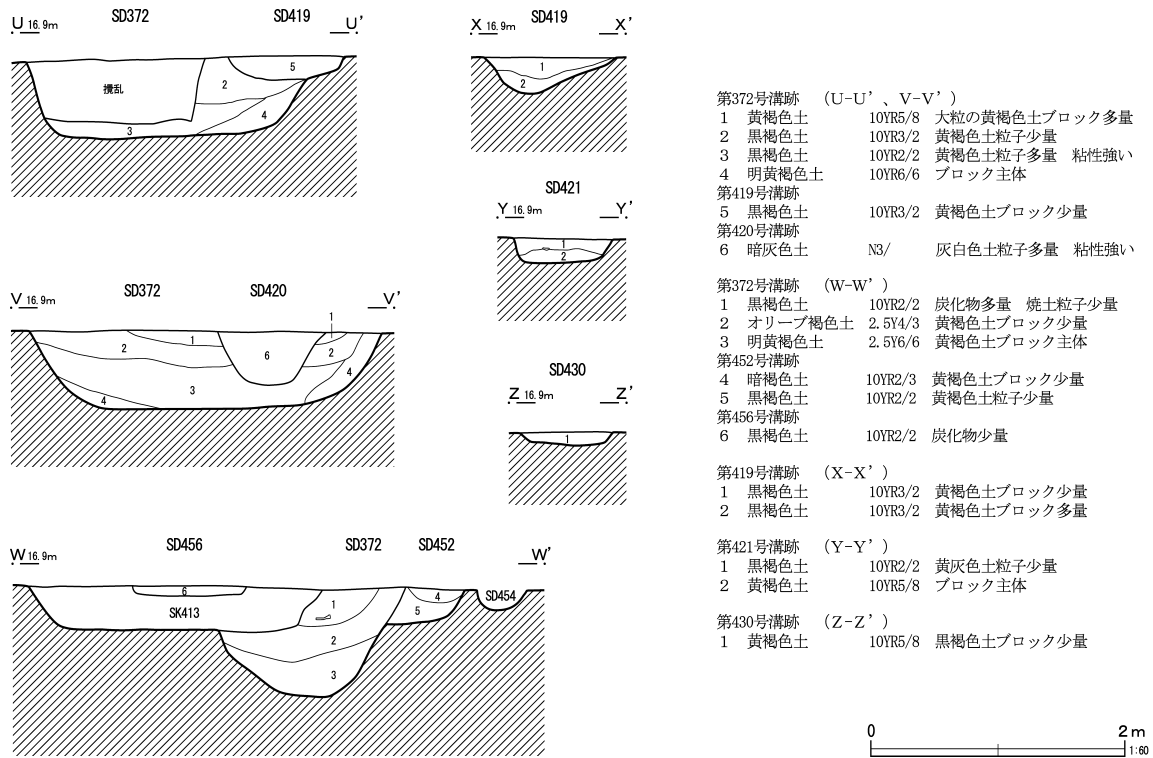 SD372 SD419
U 16.9m U'
5
2
攪乱
4
3
SD372 SD420
V 16.9m V'
1
1
2
6
2
4
3
4
SD456 SD372 SD452
W 16.9m W'
6
4
SD454
1
SK413
5
2
3
SD419
X 16.9m X'
1
2
SD421
Y 16.9m Y'
1
2
SD430
Z 16.9m Z'
1
第372号溝跡 (U-U'、V-V')
1 黄褐色土 10YR5/8 大粒の黄褐色土ブロック多量
2 黒褐色土 10YR3/2 黄褐色土粒子少量
3 黒褐色土 10YR2/2 黄褐色土粒子多量 粘性強い
4 明黄褐色土 10YR6/6 ブロック主体
第419号溝跡
5 黒褐色土 10YR3/2 黄褐色土ブロック少量
第420号溝跡
6 暗灰色土 N3/ 灰白色土粒子多量 粘性強い
第372号溝跡 (W-W')
1 黒褐色土 10YR2/2 炭化物多量 焼土粒子少量
2 オリーブ褐色土 2.5Y4/3 黄褐色土ブロック少量
3 明黄褐色土 2.5Y6/6 黄褐色土ブロック主体
第452号溝跡
4 暗褐色土 10YR2/3 黄褐色土ブロック少量
5 黒褐色土 10YR2/2 黄褐色土粒子少量
第456号溝跡
6 黒褐色土 10YR2/2 炭化物少量
第419号溝跡 (X-X')
1 黒褐色土 10YR3/2 黄褐色土ブロック少量
2 黒褐色土 10YR3/2 黄褐色土ブロック多量
第421号溝跡 (Y-Y')
1 黒褐色土 10YR2/2 黄灰色土粒子少量
2 黄褐色土 10YR5/8 ブロック主体
第430号溝跡 (Z-Z')
1 黄褐色土 10YR5/8 黒褐色土ブロック少量
0 2m
1:60